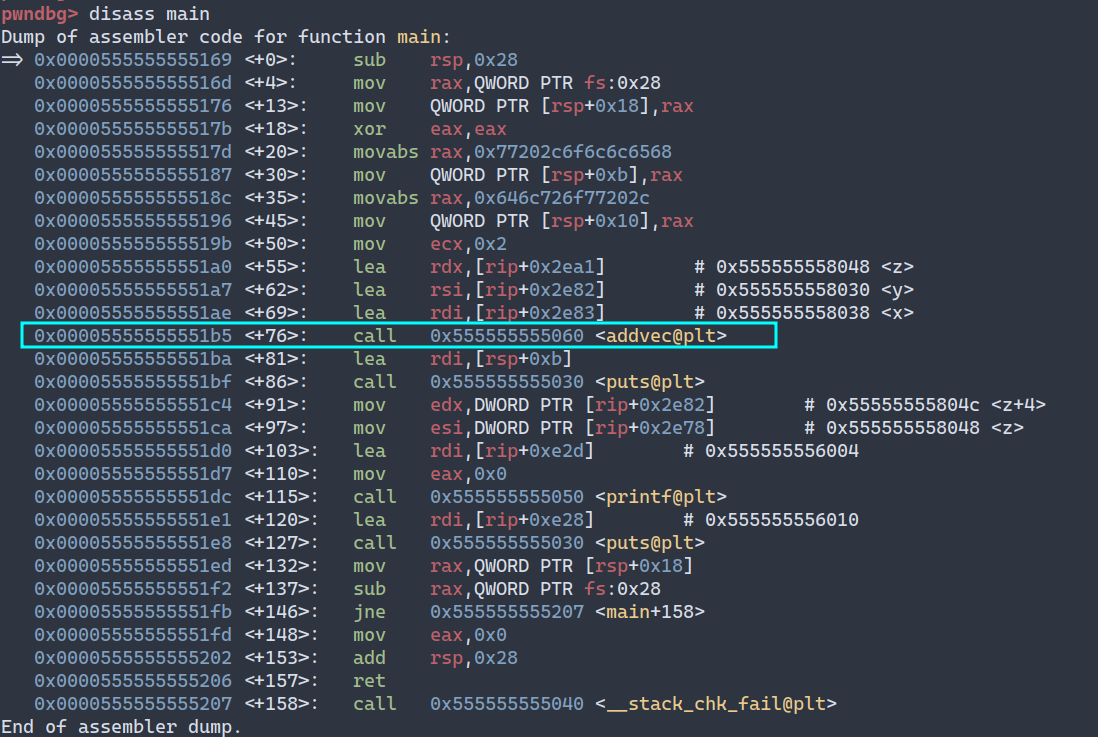 pwndbg> disass main
Dump of assembler code for function main:
=> 0x0000555555555169 <+0>: sub rsp,0x28
0x000055555555516d <+4>: mov rax,QWORD PTR fs:0x28
0x0000555555555176 <+13>: mov QWORD PTR [rsp+0x18],rax
0x000055555555517b <+18>: xor eax,eax
0x000055555555517d <+20>: movabs rax,0x77202c6f6c6c6568
0x0000555555555187 <+30>: mov QWORD PTR [rsp+0xb],rax
0x000055555555518c <+35>: movabs rax,0x646c726f77202c
0x0000555555555196 <+45>: mov QWORD PTR [rsp+0x10],rax
0x000055555555519b <+50>: mov ecx,0x2
0x00005555555551a0 <+55>: lea rdx,[rip+0x2ea1] # 0x555555558048 <z>
0x00005555555551a7 <+62>: lea rsi,[rip+0x2e82] # 0x555555558030 <y>
0x00005555555551ae <+69>: lea rdi,[rip+0x2e83] # 0x555555558038 <x>
0x00005555555551b5 <+76>: call 0x555555555060 <addvec@plt>
0x00005555555551ba <+81>: lea rdi,[rsp+0xb]
0x00005555555551bf <+86>: call 0x555555555030 <puts@plt>
0x00005555555551c4 <+91>: mov edx,DWORD PTR [rip+0x2e82] # 0x55555555804c <z+4>
0x00005555555551ca <+97>: mov esi,DWORD PTR [rip+0x2e78] # 0x555555558048 <z>
0x00005555555551d0 <+103>: lea rdi,[rip+0xe2d] # 0x555555556004
0x00005555555551d7 <+110>: mov eax,0x0
0x00005555555551dc <+115>: call 0x555555555050 <printf@plt>
0x00005555555551e1 <+120>: lea rdi,[rip+0xe28] # 0x555555556010
0x00005555555551e8 <+127>: call 0x555555555030 <puts@plt>
0x00005555555551ed <+132>: mov rax,QWORD PTR [rsp+0x18]
0x00005555555551f2 <+137>: sub rax,QWORD PTR fs:0x28
0x00005555555551fb <+146>: jne 0x555555555207 <main+158>
0x00005555555551fd <+148>: mov eax,0x0
0x0000555555555202 <+153>: add rsp,0x28
0x0000555555555206 <+157>: ret
0x0000555555555207 <+158>: call 0x555555555040 <__stack_chk_fail@plt>
End of assembler dump.